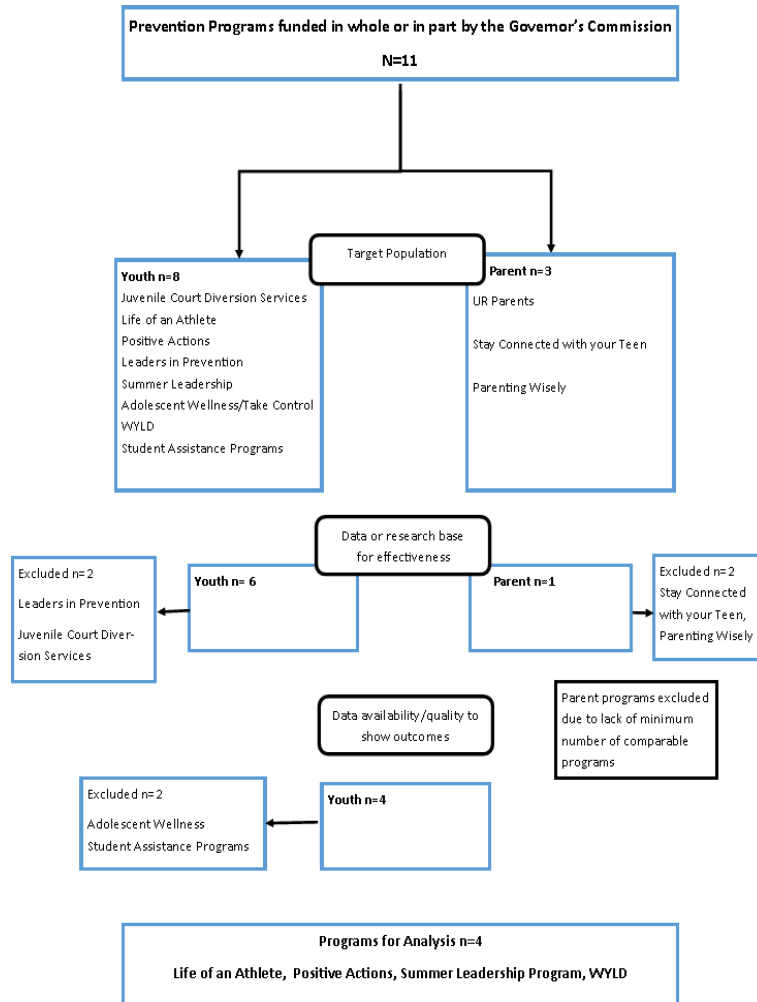 Prevention Programs funded in whole or in part by the Governor's Commission
N=11
Target Population
Youth n=8
Juvenile Court Diversion Services
Life of an Athlete
Positive Actions
Leaders in Prevention
Summer Leadership
Adolescent Wellness/Take Control
WYLD
Student Assistance Programs
Parent n=3
UR Parents
Stay Connected with your Teen
Parenting Wisely
Data or research base
for effectiveness
Excluded n=2
Leaders in Prevention
Juvenile Court Diver-
sion Services
Youth n= 6
Parent n=1
Excluded n=2
Stay Connected
with your Teen,
Parenting Wisely
Parent programs excluded
due to lack of minimum
number of comparable
programs
Data availability/quality to
show outcomes
Excluded n=2
Adolescent Wellness
Student Assistance Programs
Youth n=4
Programs for Analysis n=4
Life of an Athlete, Positive Actions, Summer Leadership Program, WYLD